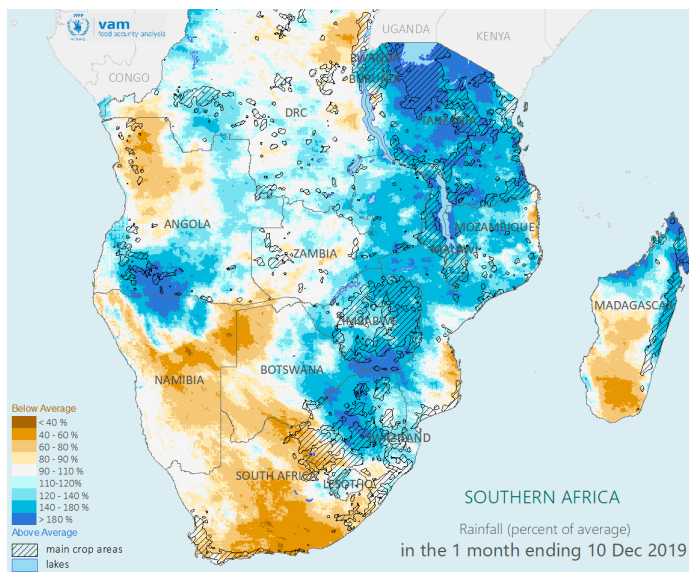 WFP
vam
food security analysis
UGANDA
KENYA
CONGO
RWANDA
BURUNDI
DRC
TANZANIA
ANGOLA
ZAMBIA
MALAWI
MOZAMBIQUE
ZIMBABWE
MADAGASCAR
NAMIBIA
BOTSWANA
SWAZILAND
SOUTH AFRICA
LESOTHO
Below Average
< 40 %
40 - 60 %
60 - 80 %
80 - 90 %
90 - 110 %
110 -120%
120 - 140 %
140 - 180 %
> 180 %
Above Average
main crop areas
lakes
SOUTHERN AFRICA
Rainfall (percent of average)
in the 1 month ending 10 Dec 2019